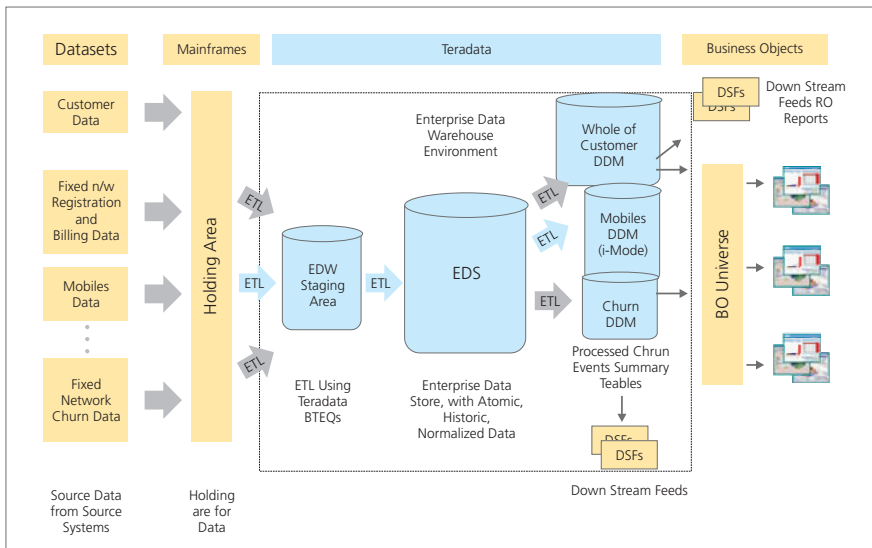 Datasets
Mainframes
Teradata
Business Objects
Customer
Data
Fixed n/w
Registration
and
Billing Data
Mobiles
Data
Fixed
Network
Churn Data
Source Data
from Source
Systems
Holding Area
Holding
are for
Data
ETL
ETL
ETL
EDW
Staging
Area
ETL Using
Teradata
BTEQs
ETL
Enterprise Data
Warehouse
Environment
EDS
Enterprise Data
Store, with Atomic,
Historic,
Normalized Data
ETL
ETL
ETL
Whole of
Customer
DDM
Mobiles
DDM
(i-Mode)
Churn
DDM
Processed Chrun
Events Summary
Teables
DSFs
DSFs
Down Stream Feeds
DSFs
DSFs
Down Stream
Feeds RO
Reports
BO Universe